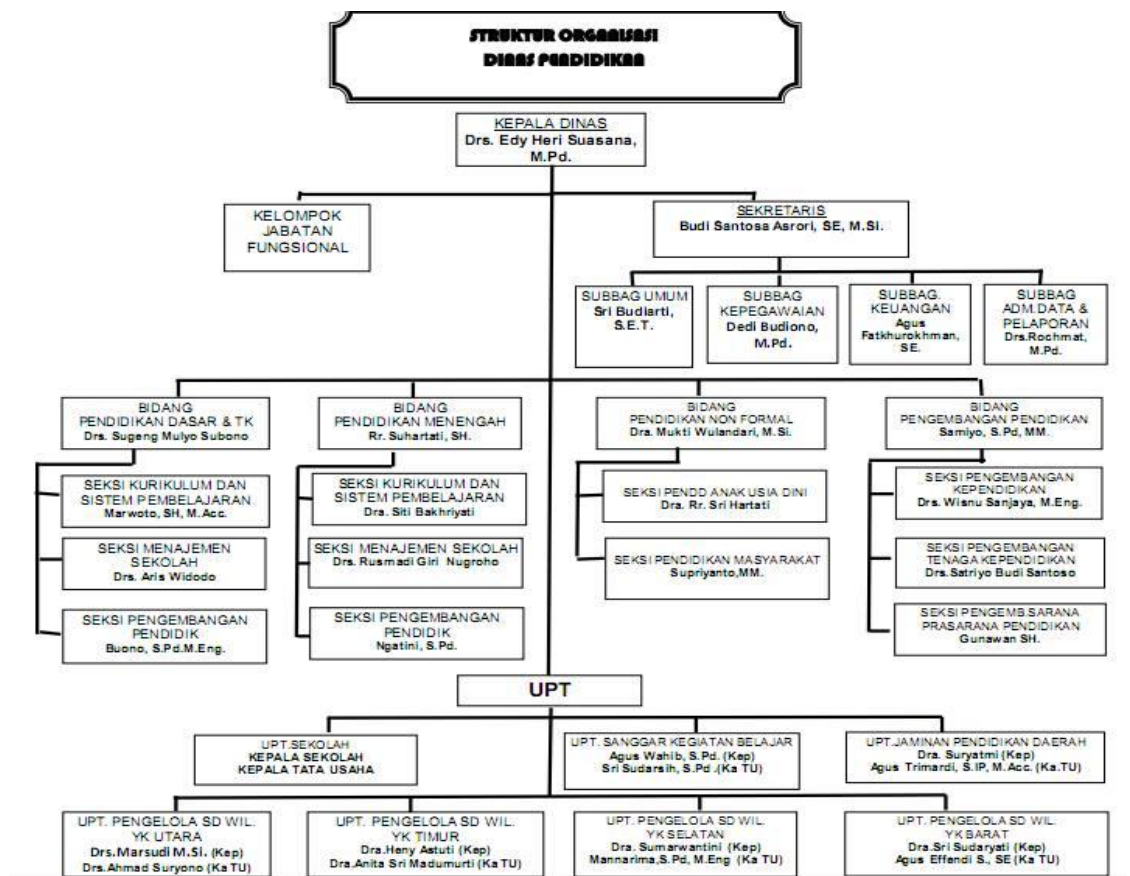 STRUKTUR ORGANISASI
DINAS PENDIDIKAN
KEPALA DINAS
Drs. Edy Heri Suasana,
M.Pd.
KELOMPOK
JABATAN
FUNGSIONAL
SEKRETARIS
Budi Santosa Asrori, SE, M.Si.
SUBBAG UMUM
Sri Budiarti,
S.E.T.
SUBBAG
KEPEGAWAIAN
Dedi Budiono,
M.Pd.
SUBBAG.
KEUANGAN
Agus
Fatkhurokhman,
SE.
SUBBAG
ADM.DATA &
PELAPORAN
Drs.Rochmat,
M.Pd.
BIDANG
PENDIDIKAN DASAR & TK
Drs. Sugeng Mulyo Subono
SEKSI KURIKULUM DAN
SISTEM PEMBELAJARAN
Marwoto, SH, M.Acc.
SEKSI MENAJEMEN
SEKOLAH
Drs. Aris Widodo
SEKSI PENGEMBANGAN
PENDIDIK
Buono, S.Pd.M.Eng.
BIDANG
PENDIDIKAN MENENGAH
Rr. Suhartati, SH.
SEKSI KURIKULUM DAN
SISTEM PEMBELAJARAN
Dra. Siti Bakhriyati
SEKSI MENAJEMEN SEKOLAH
Drs. Rusmadi Giri Nugroho
SEKSI PENGEMBANGAN
PENDIDIK
Ngatini, S.Pd.
BIDANG
PENDIDIKAN NON FORMAL
Dra. Mukti Wulandari, M.Si.
SEKSI PENDD ANAK USIA DINI
Dra. Rr. Sri Hartati
SEKSI PENDIDIKAN MASYARAKAT
Supriyanto,MM.
BIDANG
PENGEMBANGAN PENDIDIKAN
Samiyo, S.Pd, MM.
SEKSI PENGEMBANGAN
KEPENDIDIKAN
Drs. Wisnu Sanjaya, M.Eng.
SEKSI PENGEMBANGAN
TENAGA KEPENDIDIKAN
Drs.Satriyo Budi Santoso
SEKSI PENGEMB.SARANA
PRASARANA PENDIDIKAN
Gunawan SH.
UPT
UPT.SEKOLAH
KEPALA SEKOLAH
KEPALA TATA USAHA
UPT. SANGGAR KEGIATAN BELAJAR
Agus Wahib, S.Pd. (Kep)
Sri Sudarsih, S.Pd .(Ka TU)
UPT.JAMINAN PENDIDIKAN DAERAH
Dra. Suryatmi (Kep)
Agus Trimardi, S.IP, M.Acc. (Ka.TU)
UPT. PENGELOLA SD WIL.
YK UTARA
Drs.Marsudi M.Si. (Kep)
Drs.Ahmad Suryono (Ka TU)
UPT. PENGELOLA SD WIL.
YK TIMUR
Dra.Heny Astuti (Kep)
Dra.Anita Sri Madumurti (Ka TU)
UPT. PENGELOLA SD WIL.
YK SELATAN
Dra. Sumarwantini (Kep)
Mannarima,S.Pd, M.Eng (Ka TU)
UPT. PENGELOLA SD WIL.
YK BARAT
Dra.Sri Sudaryati (Kep)
Agus Effendi S., SE (Ka TU)